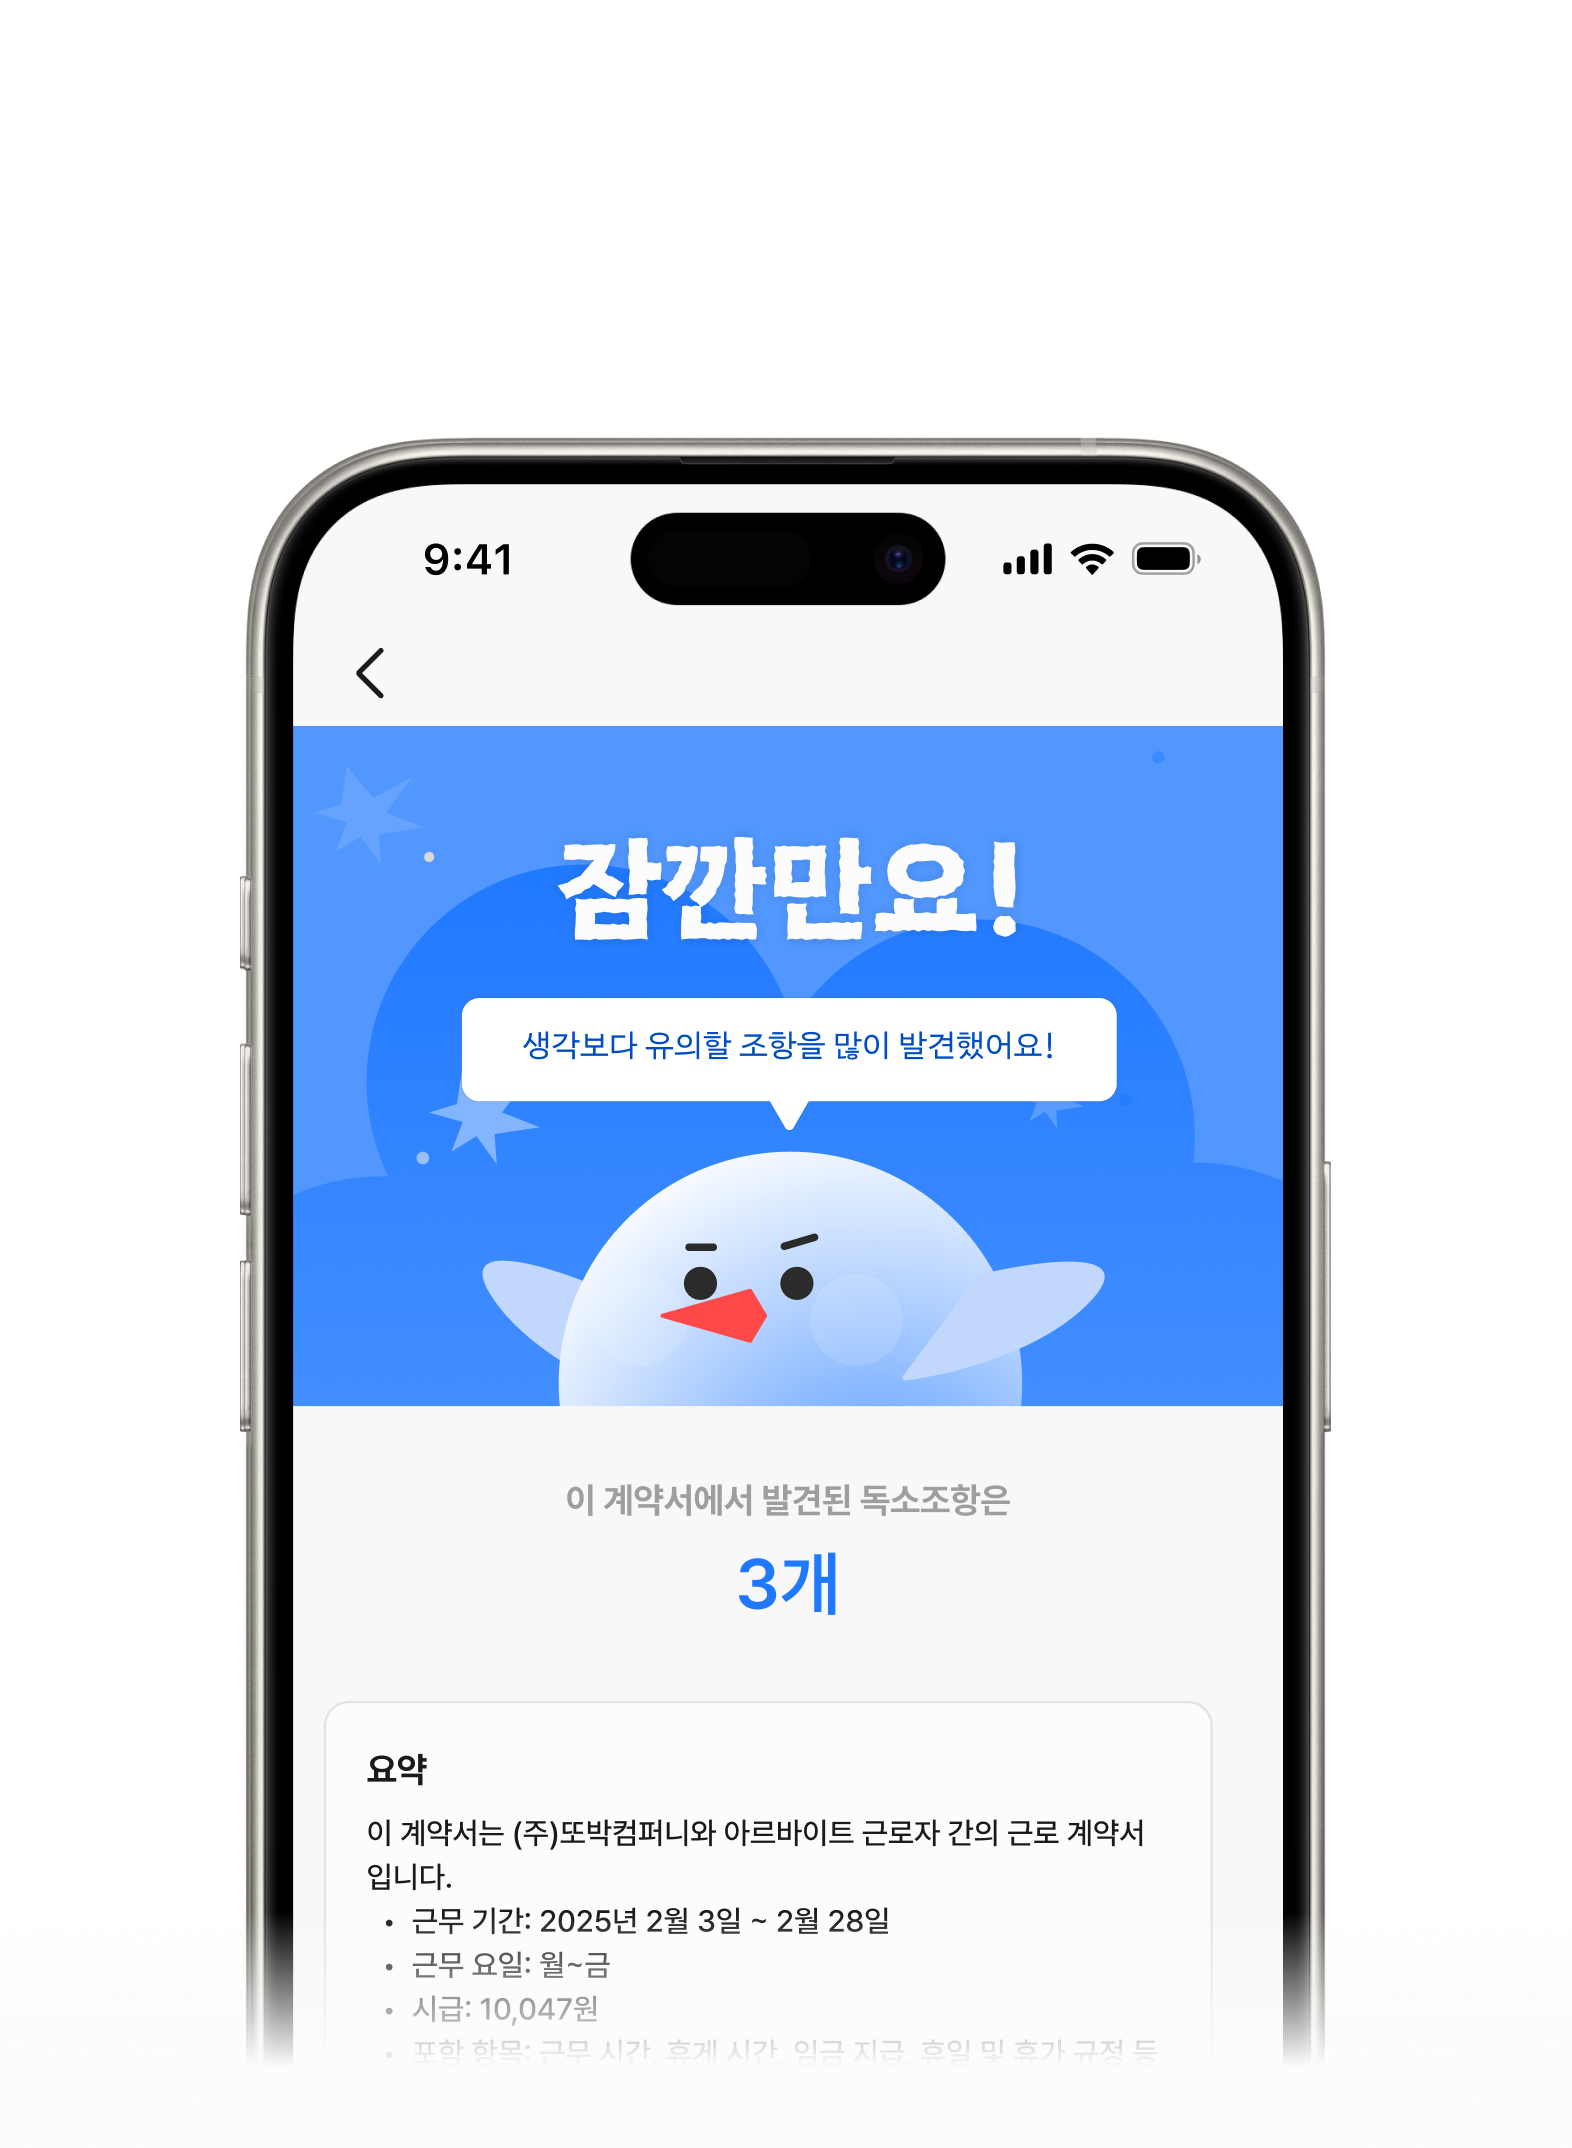 9:41
잠깐만요!
생각보다 유의할 조항을 많이 발견했어요!
이 계약서에서 발견된 독소조항은
3개
요약
이 계약서는 (주)또박컴퍼니와 아르바이트 근로자 간의 근로 계약서
입니다.
• 근무 기간: 2025년 2월 3일 ~ 2월 28일
• 근무 요일: 월~금
• 시급: 10,047원
• 포함 항목: 근무 시간, 휴게 시간, 임금 지급, 휴일 및 휴가 규정 등